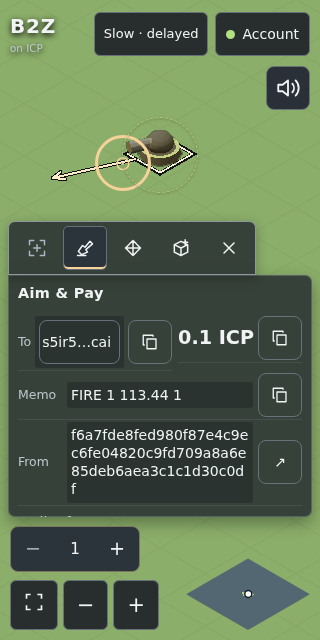 B2Z
on ICP
Slow · delayed
Account
Aim & Pay
To
s5ir5...cai
0.1 ICP
Memo
FIRE 1 113.44 1
From
f6a7fde8fed980f87e4c9e
c6fe04820c9fd709a8a6e
85deb6aea3c1c1d30c0d
f
↗
− 1 +
− +